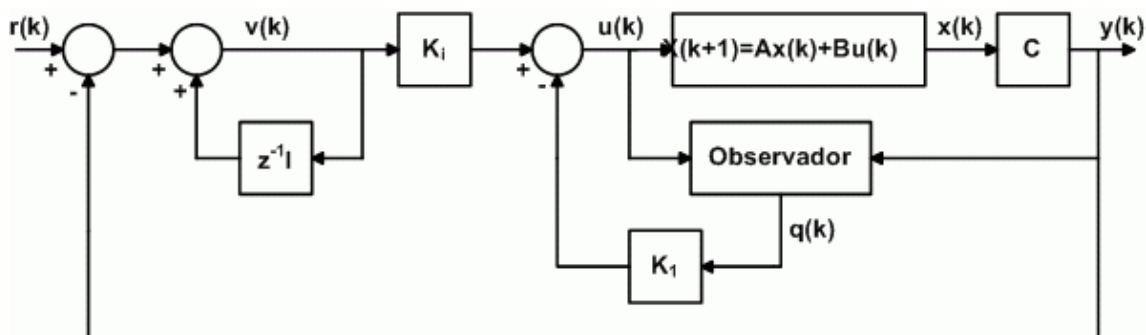 r(k)
+
-
+
+
v(k)
Kᵢ
+
-
u(k)
X(k+1)=Ax(k)+Bu(k)
x(k)
C
y(k)
z⁻¹I
Observador
q(k)
K₁